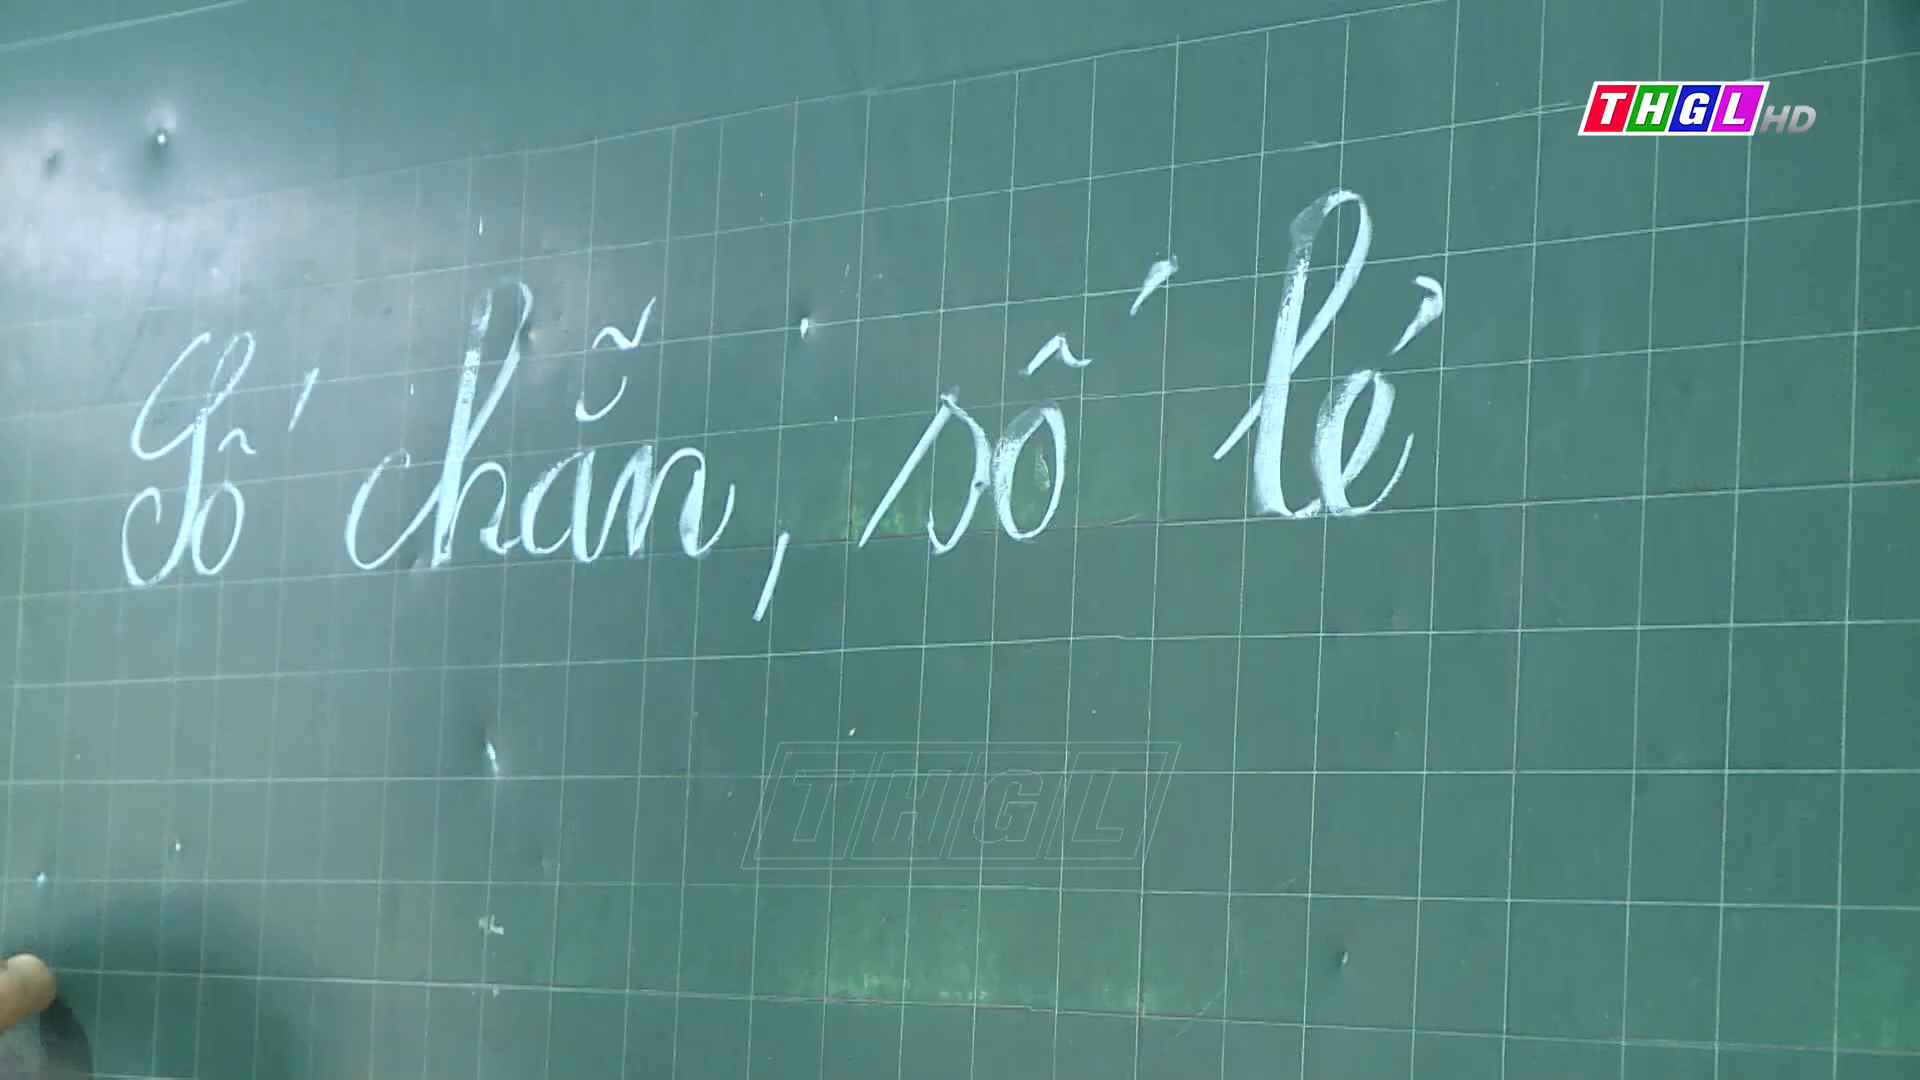 THGL HD
Số chẵn, số lẻ
THGL